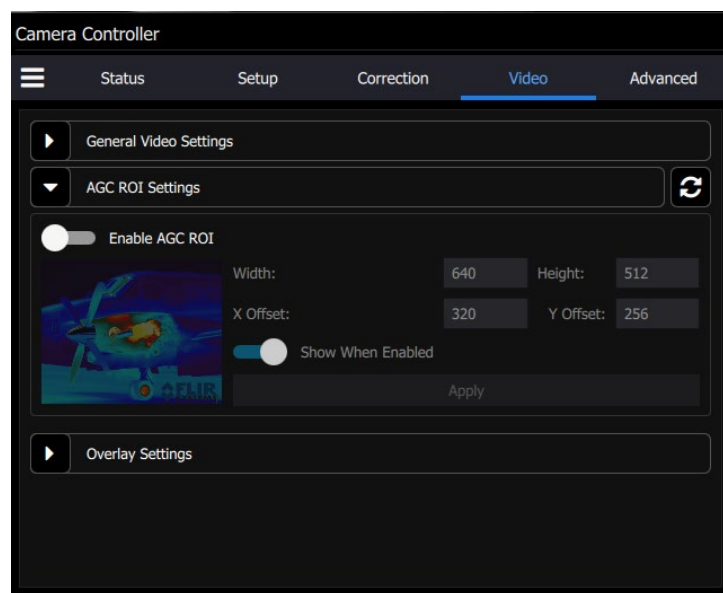 Camera Controller
Status Setup Correction Video Advanced
General Video Settings
AGC ROI Settings
Enable AGC ROI
Width: 640 Height: 512
X Offset: 320 Y Offset: 256
Show When Enabled
Apply
FLIR
Overlay Settings